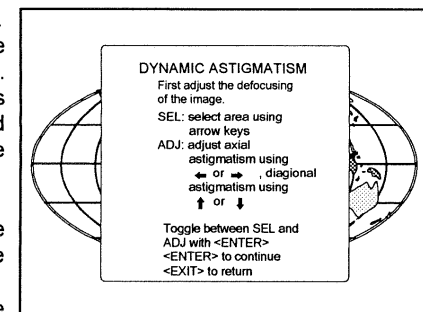 DYNAMIC ASTIGMATISM
First adjust the defocusing
of the image.
SEL: select area using
arrow keys
ADJ: adjust axial
astigmatism using
← or → , diagional
astigmatism using
↑ or ↓
Toggle between SEL and
ADJ with <ENTER>
<ENTER> to continue
<EXIT> to return